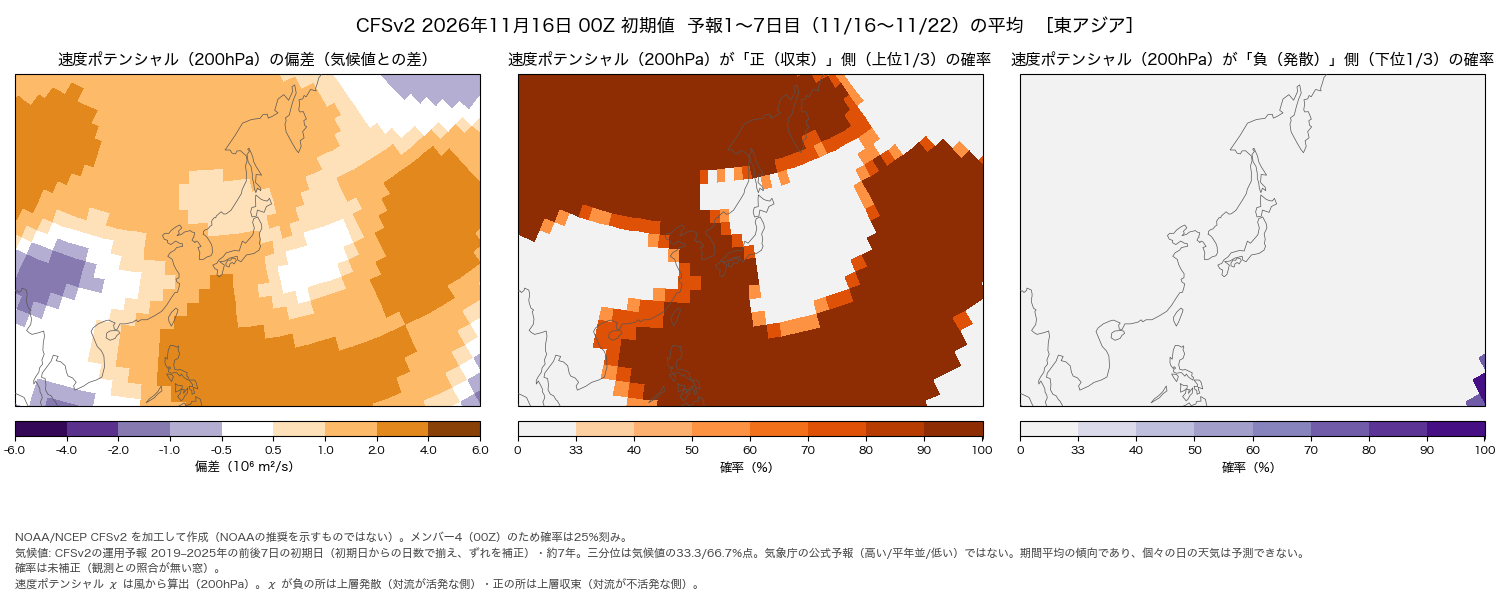 CFSv2 2026年11月16日 00Z 初期値 予報1〜7日目（11/16〜11/22）の平均 ［東アジア］
速度ポテンシャル（200hPa）の偏差（気候値との差）
速度ポテンシャル（200hPa）が「正（収束）」側（上位1/3）の確率
速度ポテンシャル（200hPa）が「負（発散）」側（下位1/3）の確率
-6.0 -4.0 -2.0 -1.0 -0.5 0.5 1.0 2.0 4.0 6.0
偏差（10⁶ m²/s）
0 33 40 50 60 70 80 90 100
確率（%）
0 33 40 50 60 70 80 90 100
確率（%）
NOAA/NCEP CFSv2 を加工して作成（NOAAの推奨を示すものではない）。メンバー4（00Z）のため確率は25%刻み。
気候値: CFSv2の運用予報 2019–2025年の前後7日の初期日（初期日からの日数で揃え、ずれを補正）・約7年。三分位は気候値の33.3/66.7%点。気象庁の公式予報（高い/平年並/低い）ではない。期間平均の傾向であり、個々の日の天気は予測できない。
確率は未補正（観測との照合が無い窓）。
速度ポテンシャル χ は風から算出（200hPa）。χ が負の所は上層発散（対流が活発な側）・正の所は上層収束（対流が不活発な側）。